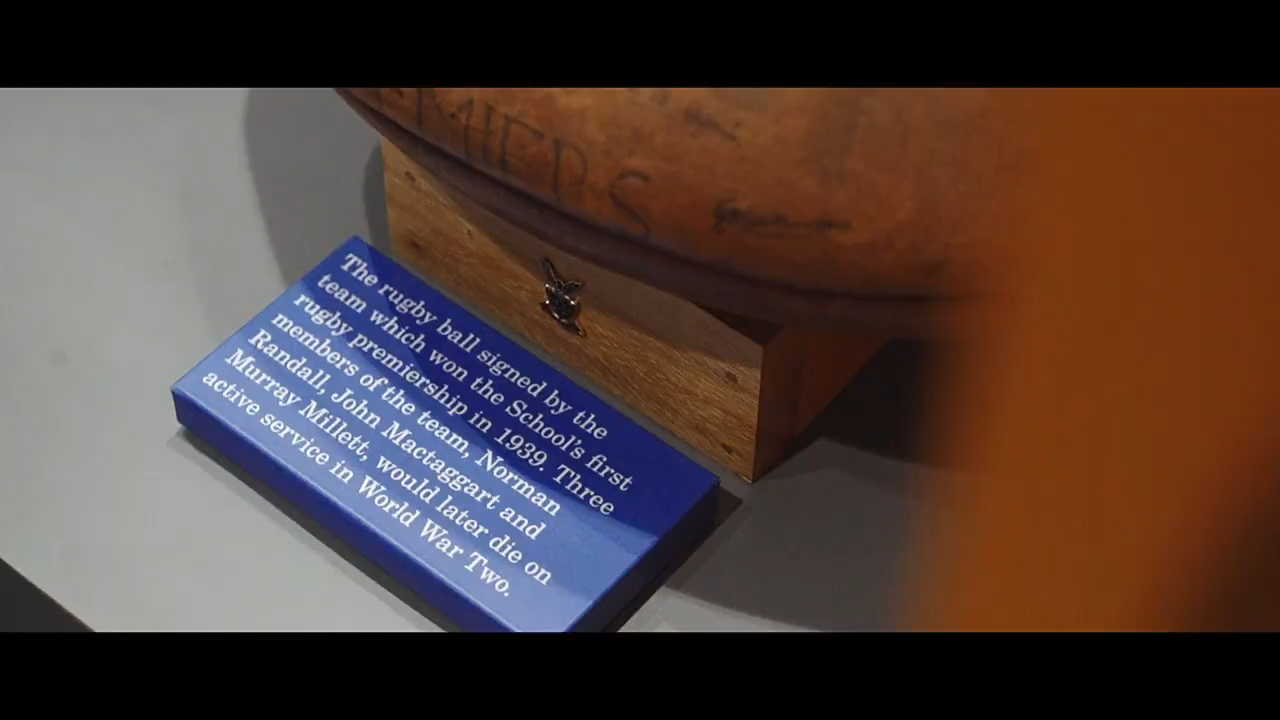 MIERS
The rugby ball signed by the
team which won the School's first
rugby premiership in 1939. Three
members of the team, Norman
Randall, John Mactaggart and
Murray Millett, would later die on
active service in World War Two.